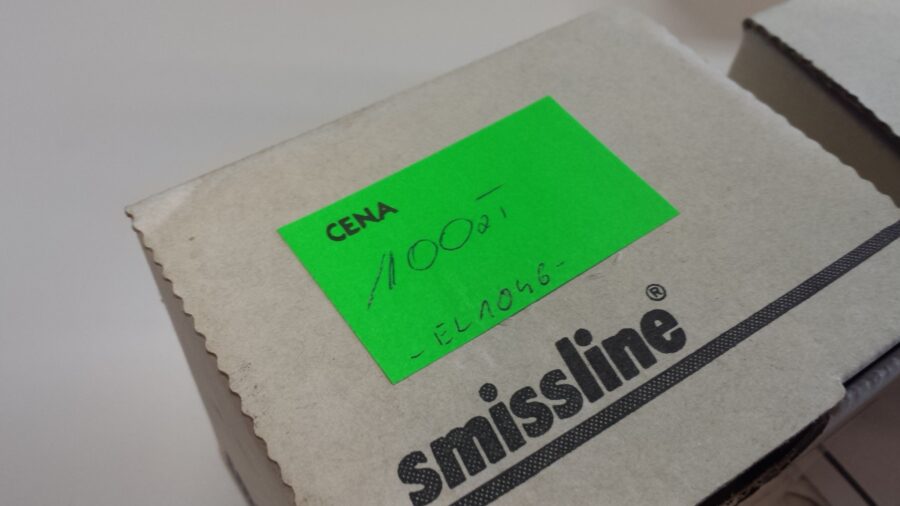 CENA
100zł
- EL1046 -
smissline®